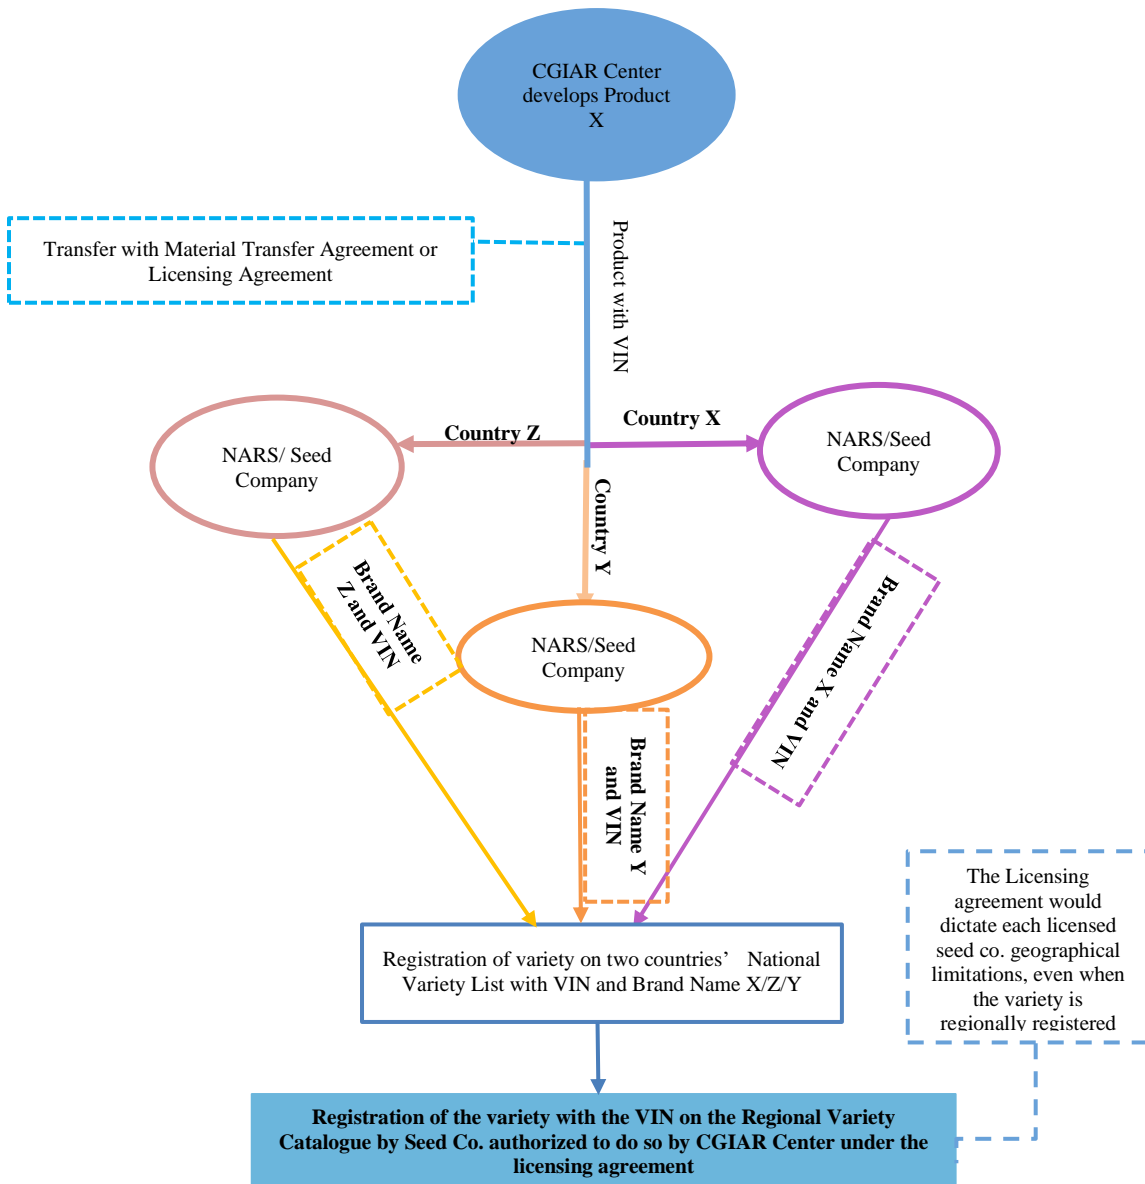 CGIAR Center
develops Product
X
Product with VIN
Transfer with Material Transfer Agreement or
Licensing Agreement
Country Z
Country X
Country Y
NARS/ Seed
Company
NARS/Seed
Company
NARS/Seed
Company
Brand Name
Z and VIN
Brand Name Y
and VIN
Brand Name X and VIN
The Licensing
agreement would
dictate each licensed
seed co. geographical
limitations, even when
the variety is
regionally registered
Registration of variety on two countries’ National
Variety List with VIN and Brand Name X/Z/Y
Registration of the variety with the VIN on the Regional Variety
Catalogue by Seed Co. authorized to do so by CGIAR Center under the
licensing agreement